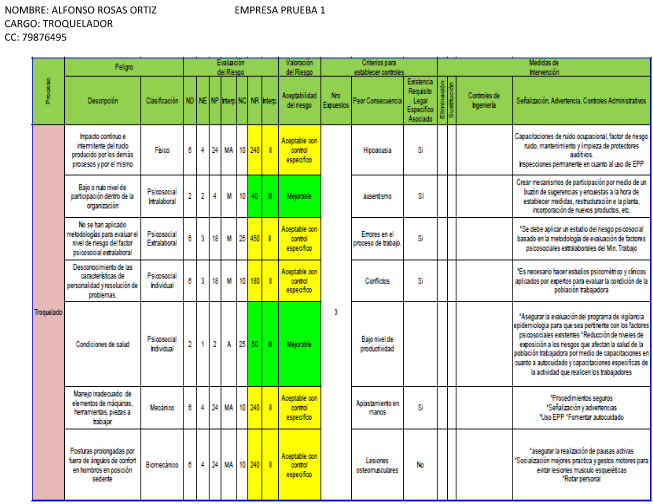 NOMBRE: ALFONSO ROSAS ORTIZ EMPRESA PRUEBA 1
CARGO: TROQUELADOR
CC: 79876495
Proceso
Peligro
Evaluación
del Riesgo
Valoración
del Riesgo
Criterios para
establecer controles
Medidas de
Intervención
Descripción
Clasificación
ND NE NP Interp. NC NR Interp.
Aceptabilidad
del riesgo
Nro
Expuestos
Peor Consecuencia
Existencia
Requisito
Legal
Especifico
Asociado
Eliminación
Sustitución
Controles de
Ingeniería
Señalización, Advertencia, Controles Administrativos
Troquelado
3
Impacto continuo e
intermitente del ruido
producido por los demás
procesos y por el mismo
Físico
6 4 24 MA 10 240 II
Aceptable con
control
especifico
Hipoacusia
Si
Capacitaciones de ruido ocupacional, factor de riesgo
ruido, mantenimiento y limpieza de protectores
auditivos.
Inspecciones permanente en cuanto al uso de EPP
Bajo o nulo nivel de
participación dentro de la
organización
Psicosocial
Intralaboral
2 2 4 M 10 40 III
Mejorable
ausentismo
Si
Crear mecanismos de participación por medio de un
buzón de sugerencias y encuestas a la hora de
establecer medidas, restructuración e la planta,
incorporación de nuevos productos, etc.
No se han aplicado
metodologías para evaluar el
nivel de riesgo del factor
psicosocial extralaboral
Psicosocial
Extralaboral
6 3 18 M 25 450 II
Aceptable con
control
especifico
Errores en el
proceso de trabajo.
Si
*Se debe aplicar un estudio del riesgo psicosocial
basado en la metodología de evaluación de factores
psicosociales extralaborales del Min. Trabajo
Desconocimiento de las
características de
personalidad y resolución de
problemas.
Psicosocial
Individual
6 3 18 M 10 180 II
Aceptable con
control
especifico
Conflictos
Si
*Es necesario hacer estudios psicométrico y clínicos
aplicados por expertos para evaluar la condición de la
población trabajadora
Condiciones de salud
Psicosocial
Individual
2 1 2 A 25 50 III
Mejorable
Bajo nivel de
productividad
*Asegurar la evaluación del programa de vigilancia
epidemiología para que sea pertinente con los factores
psicosociales existentes *Reducción de niveles de
exposición a los riesgos que afectan la salud de la
población trabajadora por medio de capacitaciones en
cuanto a autocuidado y capacitaciones especificas de
la actividad que realicen los trabajadores
Manejo inadecuado de
elementos de máquinas,
herramientas, piezas a
trabajar
Mecánico
6 4 24 MA 10 240 II
Aceptable con
control
especifico
Aplastamiento en
manos
Si
*Procedimientos seguros
*Señalización y advertencias
*Uso EPP *Fomentar autocuidado
Posturas prolongadas por
fuera de ángulos de confort
en hombros en posición
sedente
Biomecánico
6 4 24 MA 10 240 II
Aceptable con
control
especifico
Lesiones
osteomusculares
No
*asegurar la realización de pausas activas
*Socialización mejores practica y gestos motores para
evitar lesiones musculo esqueléticas
*Rotar personal